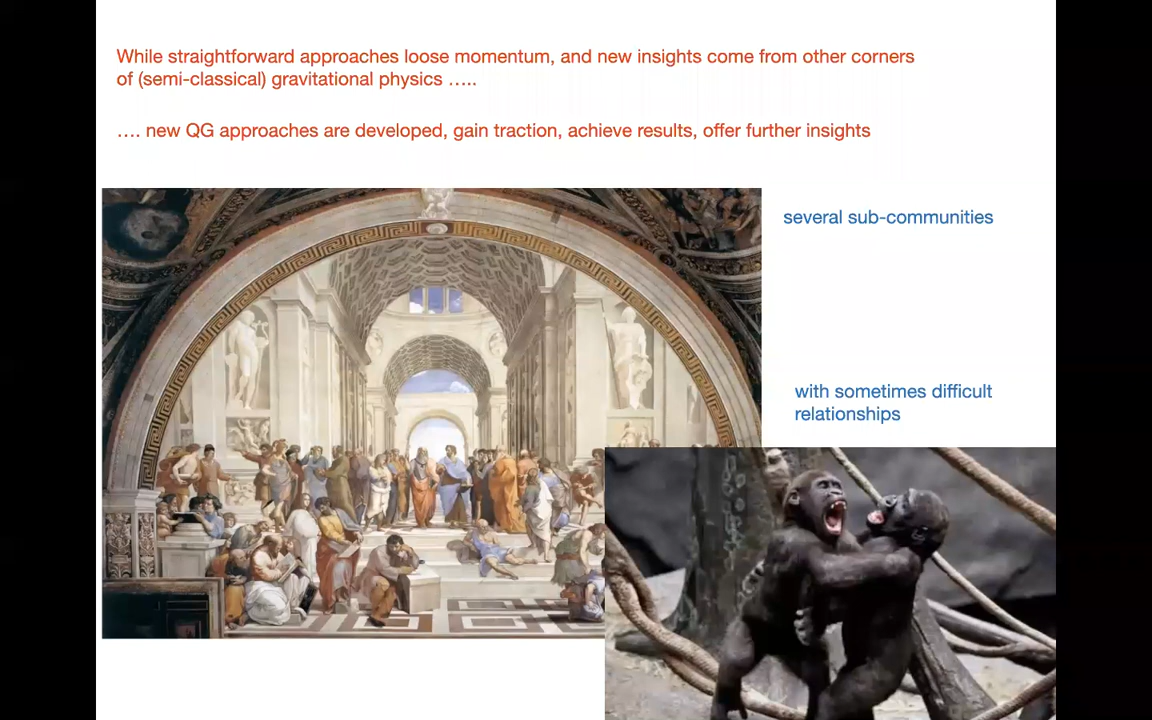 While straightforward approaches loose momentum, and new insights come from other corners
of (semi-classical) gravitational physics …..
…. new QG approaches are developed, gain traction, achieve results, offer further insights
several sub-communities
with sometimes difficult
relationships